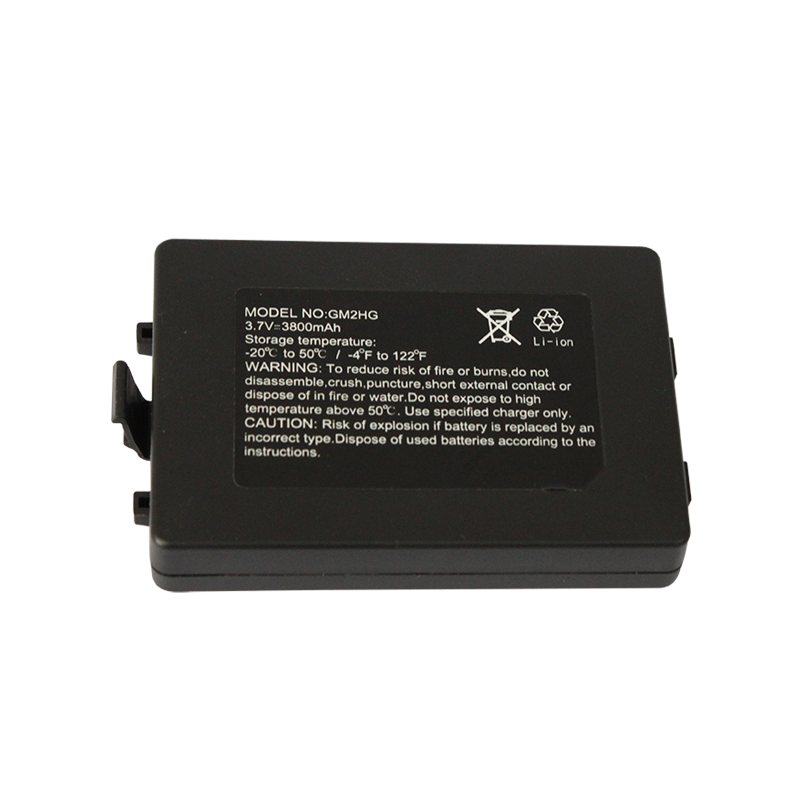 MODEL NO:GM2HG
3.7V⎓3800mAh
Storage temperature:
-20℃ to 50℃ / -4°F to 122°F
Li-ion
WARNING: To reduce risk of fire or burns,do not
disassemble,crush,puncture,short external contact or
dispose of in fire or water.Do not expose to high
temperature above 50℃. Use specified charger only.
CAUTION: Risk of explosion if battery is replaced by an
incorrect type.Dispose of used batteries according to the
instructions.